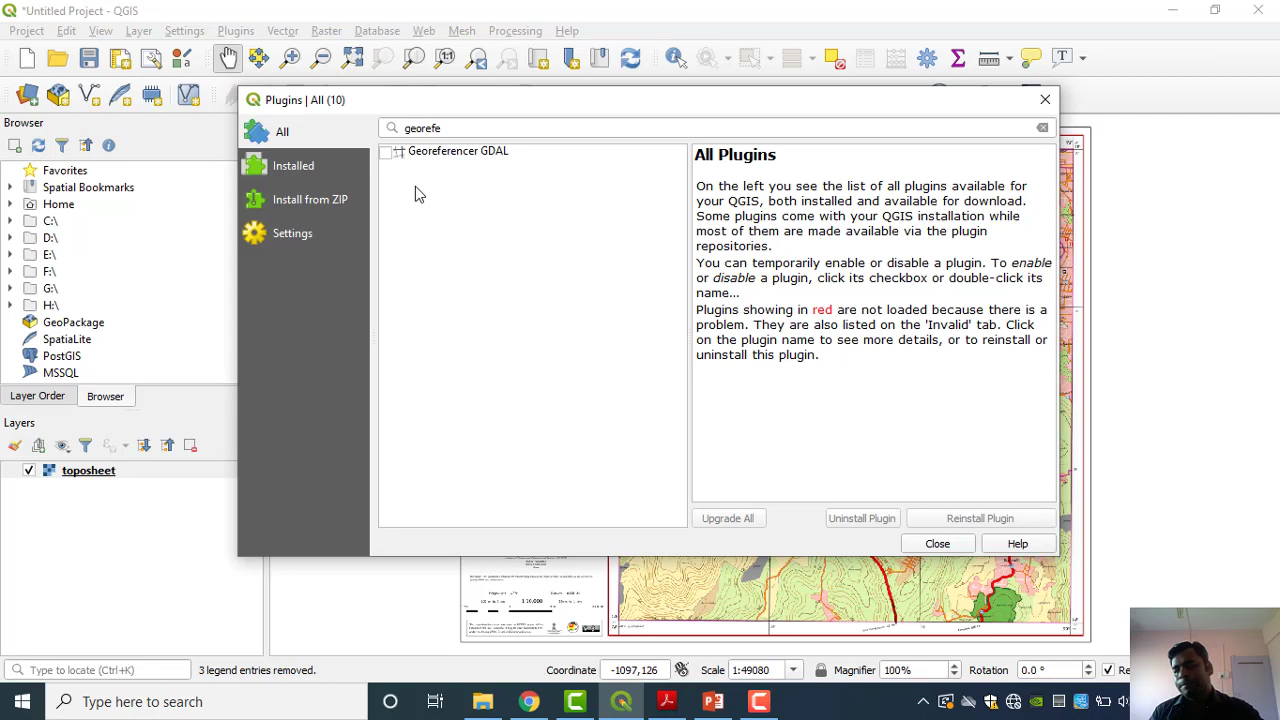 *Untitled Project - QGIS
Project Edit View Layer Settings Plugins Vector Raster Database Web Mesh Processing Help
Browser
Favorites
Spatial Bookmarks
Home
C:\
D:\
E:\
F:\
G:\
H:\
GeoPackage
SpatiaLite
PostGIS
MSSQL
Layer Order Browser
Layers
toposheet
Plugins | All (10)
All
Installed
Install from ZIP
Settings
georefe
Georeferencer GDAL
All Plugins
On the left you see the list of all plugins available for
your QGIS, both installed and available for download.
Some plugins come with your QGIS installation while
most of them are made available via the plugin
repositories.
You can temporarily enable or disable a plugin. To enable
or disable a plugin, click its checkbox or double-click its
name...
Plugins showing in red are not loaded because there is a
problem. They are also listed on the 'Invalid' tab. Click
on the plugin name to see more details, or to reinstall or
uninstall this plugin.
Upgrade All Uninstall Plugin Reinstall Plugin
Close Help
1:10,000
Type to locate (Ctrl+K) 3 legend entries removed. Coordinate -1097,126 Scale 1:49080 Magnifier 100% Rotation 0.0 °
Type here to search